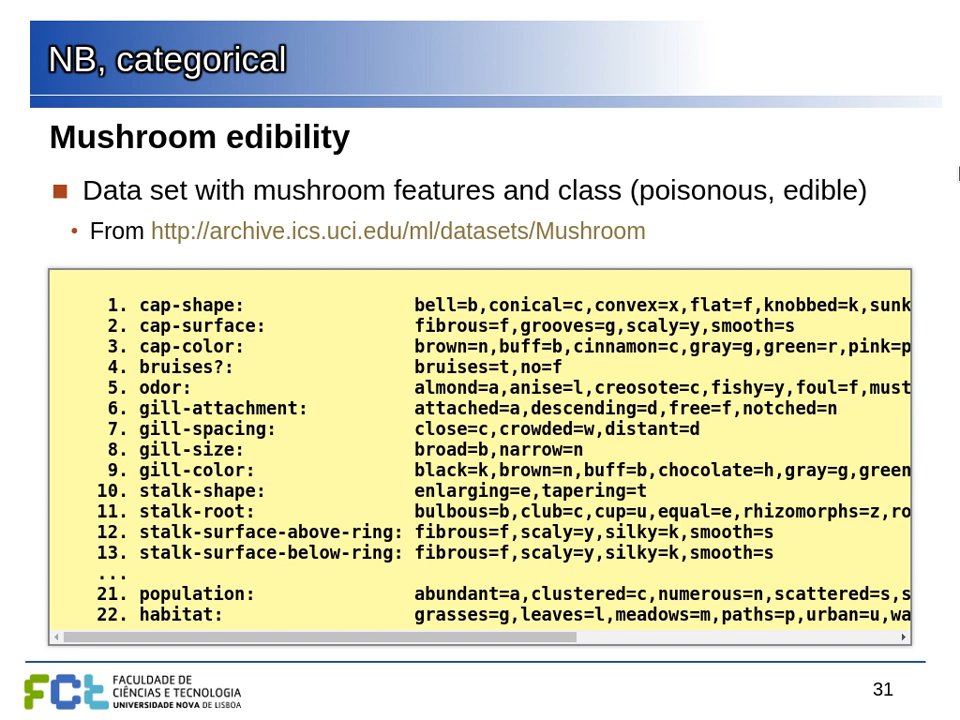 NB, categorical
Mushroom edibility
Data set with mushroom features and class (poisonous, edible)
• From http://archive.ics.uci.edu/ml/datasets/Mushroom
1. cap-shape: bell=b,conical=c,convex=x,flat=f,knobbed=k,sunk
2. cap-surface: fibrous=f,grooves=g,scaly=y,smooth=s
3. cap-color: brown=n,buff=b,cinnamon=c,gray=g,green=r,pink=p
4. bruises?: bruises=t,no=f
5. odor: almond=a,anise=l,creosote=c,fishy=y,foul=f,must
6. gill-attachment: attached=a,descending=d,free=f,notched=n
7. gill-spacing: close=c,crowded=w,distant=d
8. gill-size: broad=b,narrow=n
9. gill-color: black=k,brown=n,buff=b,chocolate=h,gray=g,green
10. stalk-shape: enlarging=e,tapering=t
11. stalk-root: bulbous=b,club=c,cup=u,equal=e,rhizomorphs=z,ro
12. stalk-surface-above-ring: fibrous=f,scaly=y,silky=k,smooth=s
13. stalk-surface-below-ring: fibrous=f,scaly=y,silky=k,smooth=s
...
21. population: abundant=a,clustered=c,numerous=n,scattered=s,s
22. habitat: grasses=g,leaves=l,meadows=m,paths=p,urban=u,wa
FCt
FACULDADE DE
CIÊNCIAS E TECNOLOGIA
UNIVERSIDADE NOVA DE LISBOA
31